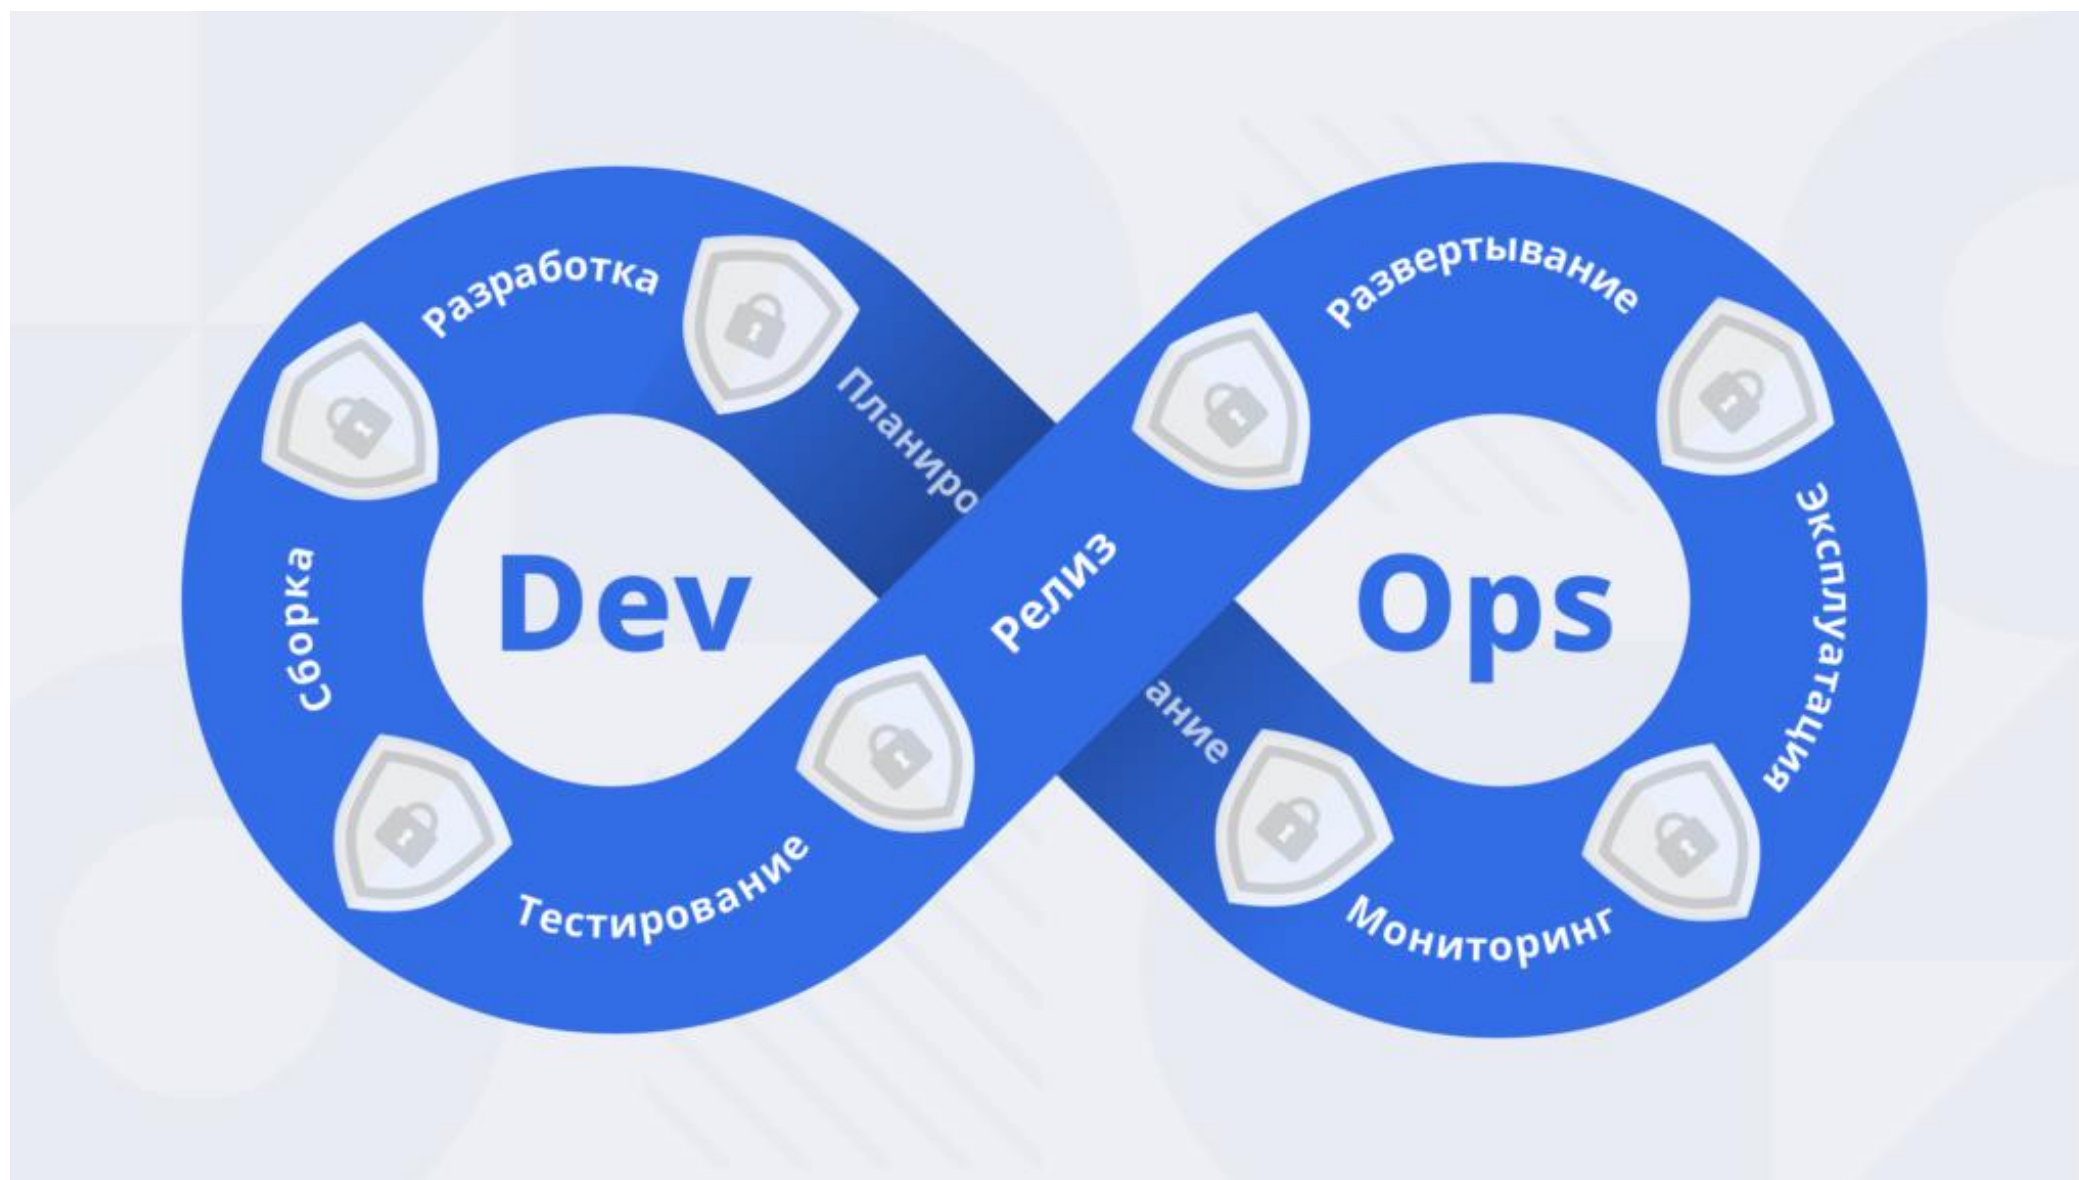 Разработка
Планиро
ание
Сборка
Тестирование
Dev
Релиз
Развертывание
Ops
Эксплуатация
Мониторинг